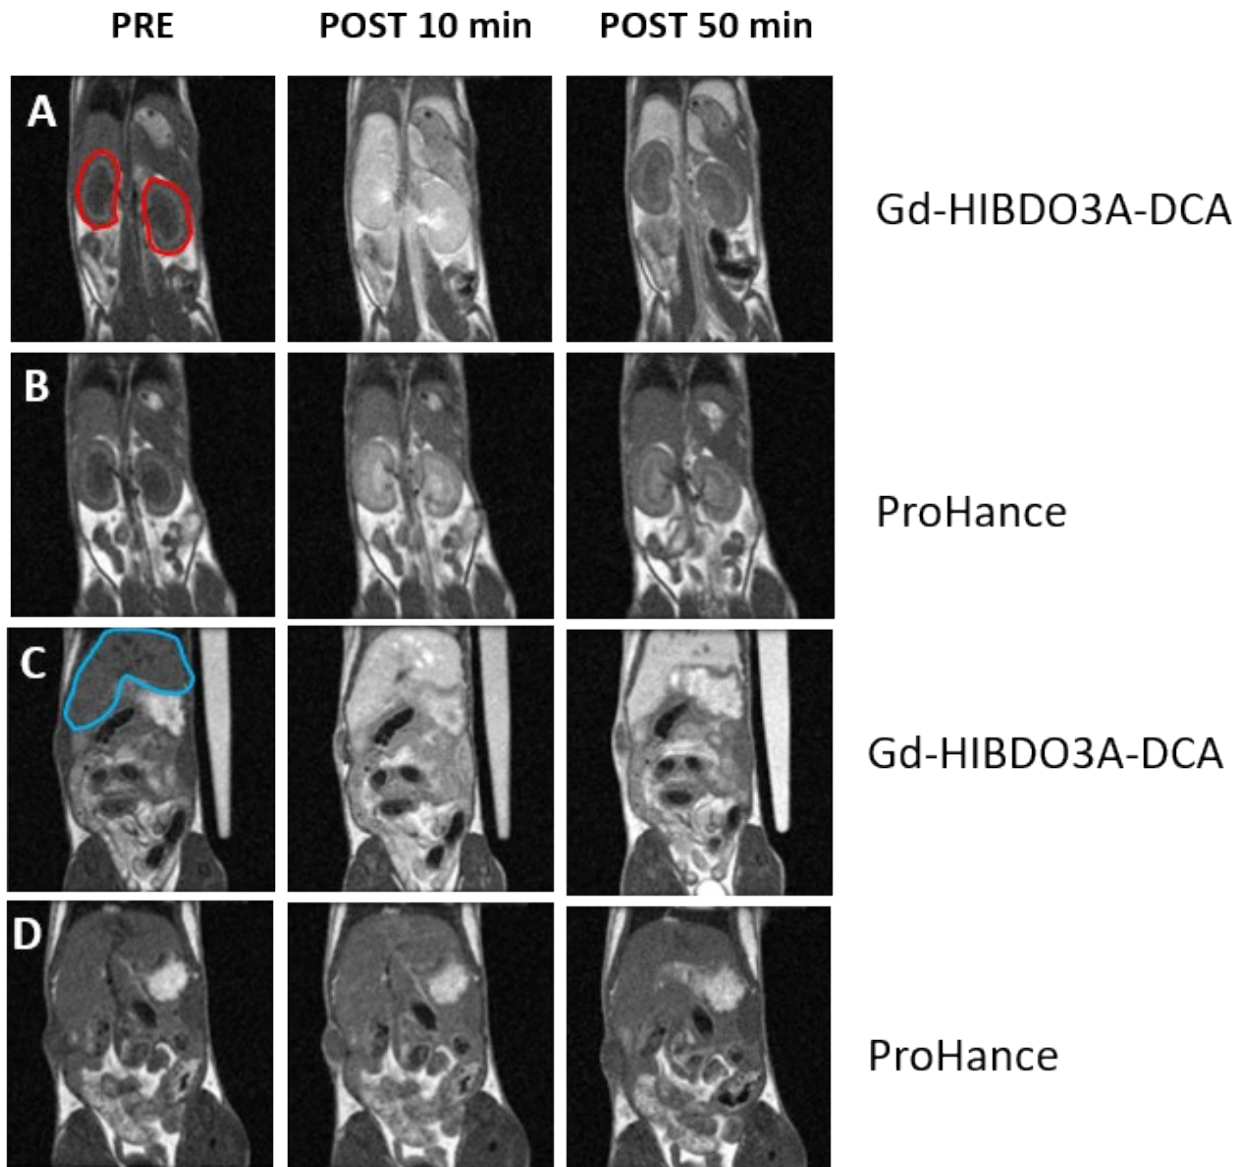 PRE POST 10 min POST 50 min
A
Gd-HIBDO3A-DCA
B
ProHance
C
Gd-HIBDO3A-DCA
D
ProHance